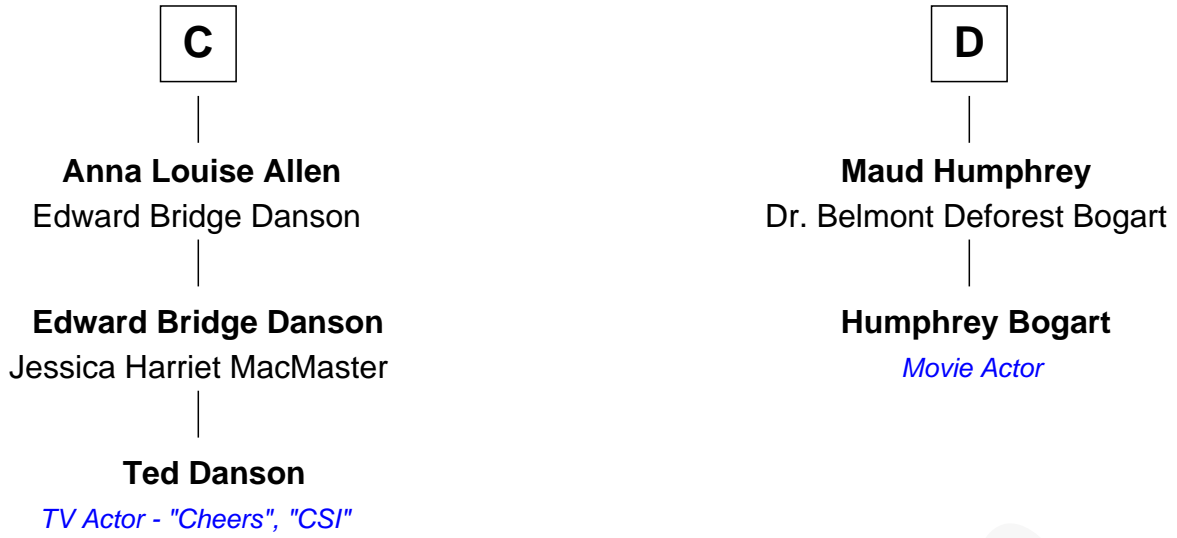 C
D
Anna Louise Allen
Maud Humphrey
Edward Bridge Danson
Dr. Belmont Deforest Bogart
Edward Bridge Danson
Humphrey Bogart
Jessica Harriet MacMaster
Movie Actor
Ted Danson
TV Actor - "Cheers", "CSI"